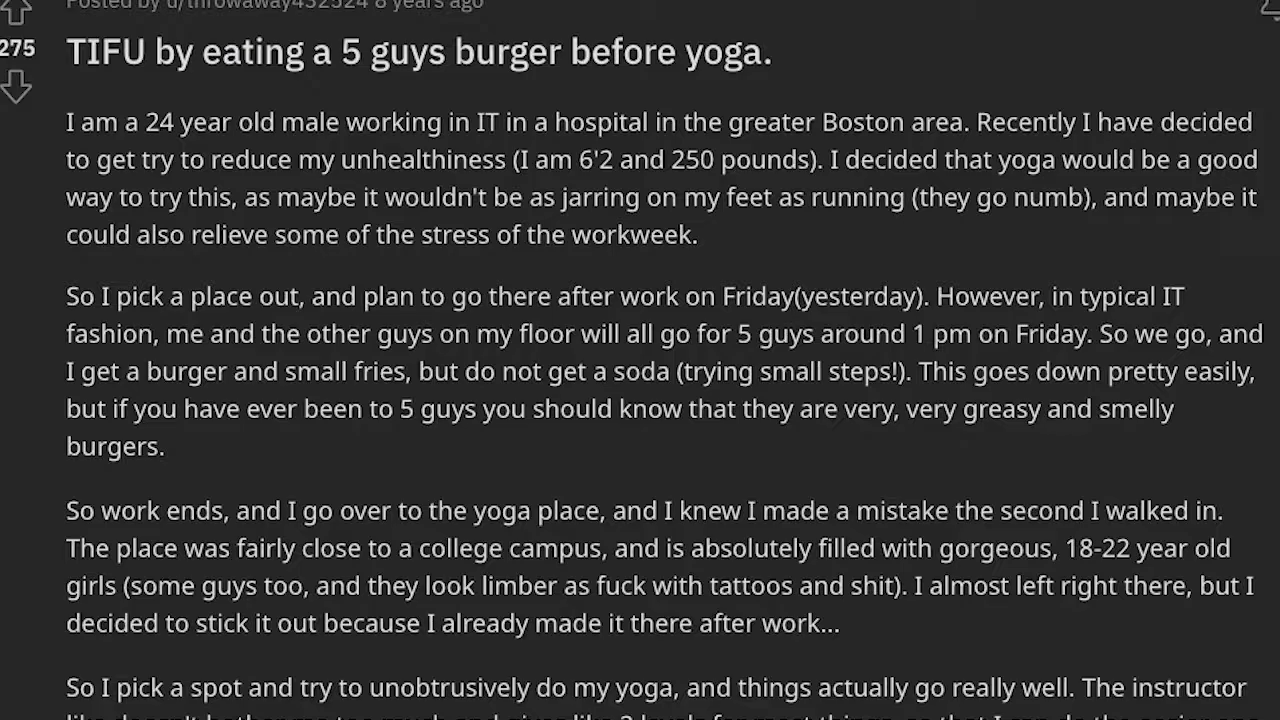 Posted by u/throwaway432524 8 years ago
275
TIFU by eating a 5 guys burger before yoga.
I am a 24 year old male working in IT in a hospital in the greater Boston area. Recently I have decided
to get try to reduce my unhealthiness (I am 6'2 and 250 pounds). I decided that yoga would be a good
way to try this, as maybe it wouldn't be as jarring on my feet as running (they go numb), and maybe it
could also relieve some of the stress of the workweek.
So I pick a place out, and plan to go there after work on Friday(yesterday). However, in typical IT
fashion, me and the other guys on my floor will all go for 5 guys around 1 pm on Friday. So we go, and
I get a burger and small fries, but do not get a soda (trying small steps!). This goes down pretty easily,
but if you have ever been to 5 guys you should know that they are very, very greasy and smelly
burgers.
So work ends, and I go over to the yoga place, and I knew I made a mistake the second I walked in.
The place was fairly close to a college campus, and is absolutely filled with gorgeous, 18-22 year old
girls (some guys too, and they look limber as fuck with tattoos and shit). I almost left right there, but I
decided to stick it out because I already made it there after work...
So I pick a spot and try to unobtrusively do my yoga, and things actually go really well. The instructor